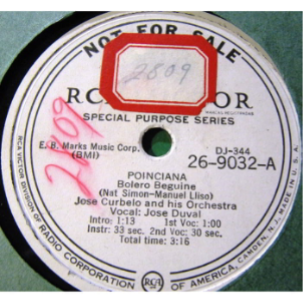 NOT FOR SALE
2809
RC OR
SPECIAL PURPOSE SERIES
2809
E. B. Marks Music Corp.
(BMI)
DJ-344
26-9032-A
POINCIANA
Bolero Beguine
(Nat Simon-Manuel Lliso)
Jose Curbelo and his Orchestra
Vocal: Jose Duval
Intro: 1:13 1st Voc: 1:00
Instr: 33 sec. 2nd Voc: 30 sec.
Total time: 3:16
RCA VICTOR DIVISION OF RADIO CORPORATION OF AMERICA, CAMDEN, N. J. MADE IN U.
RCA